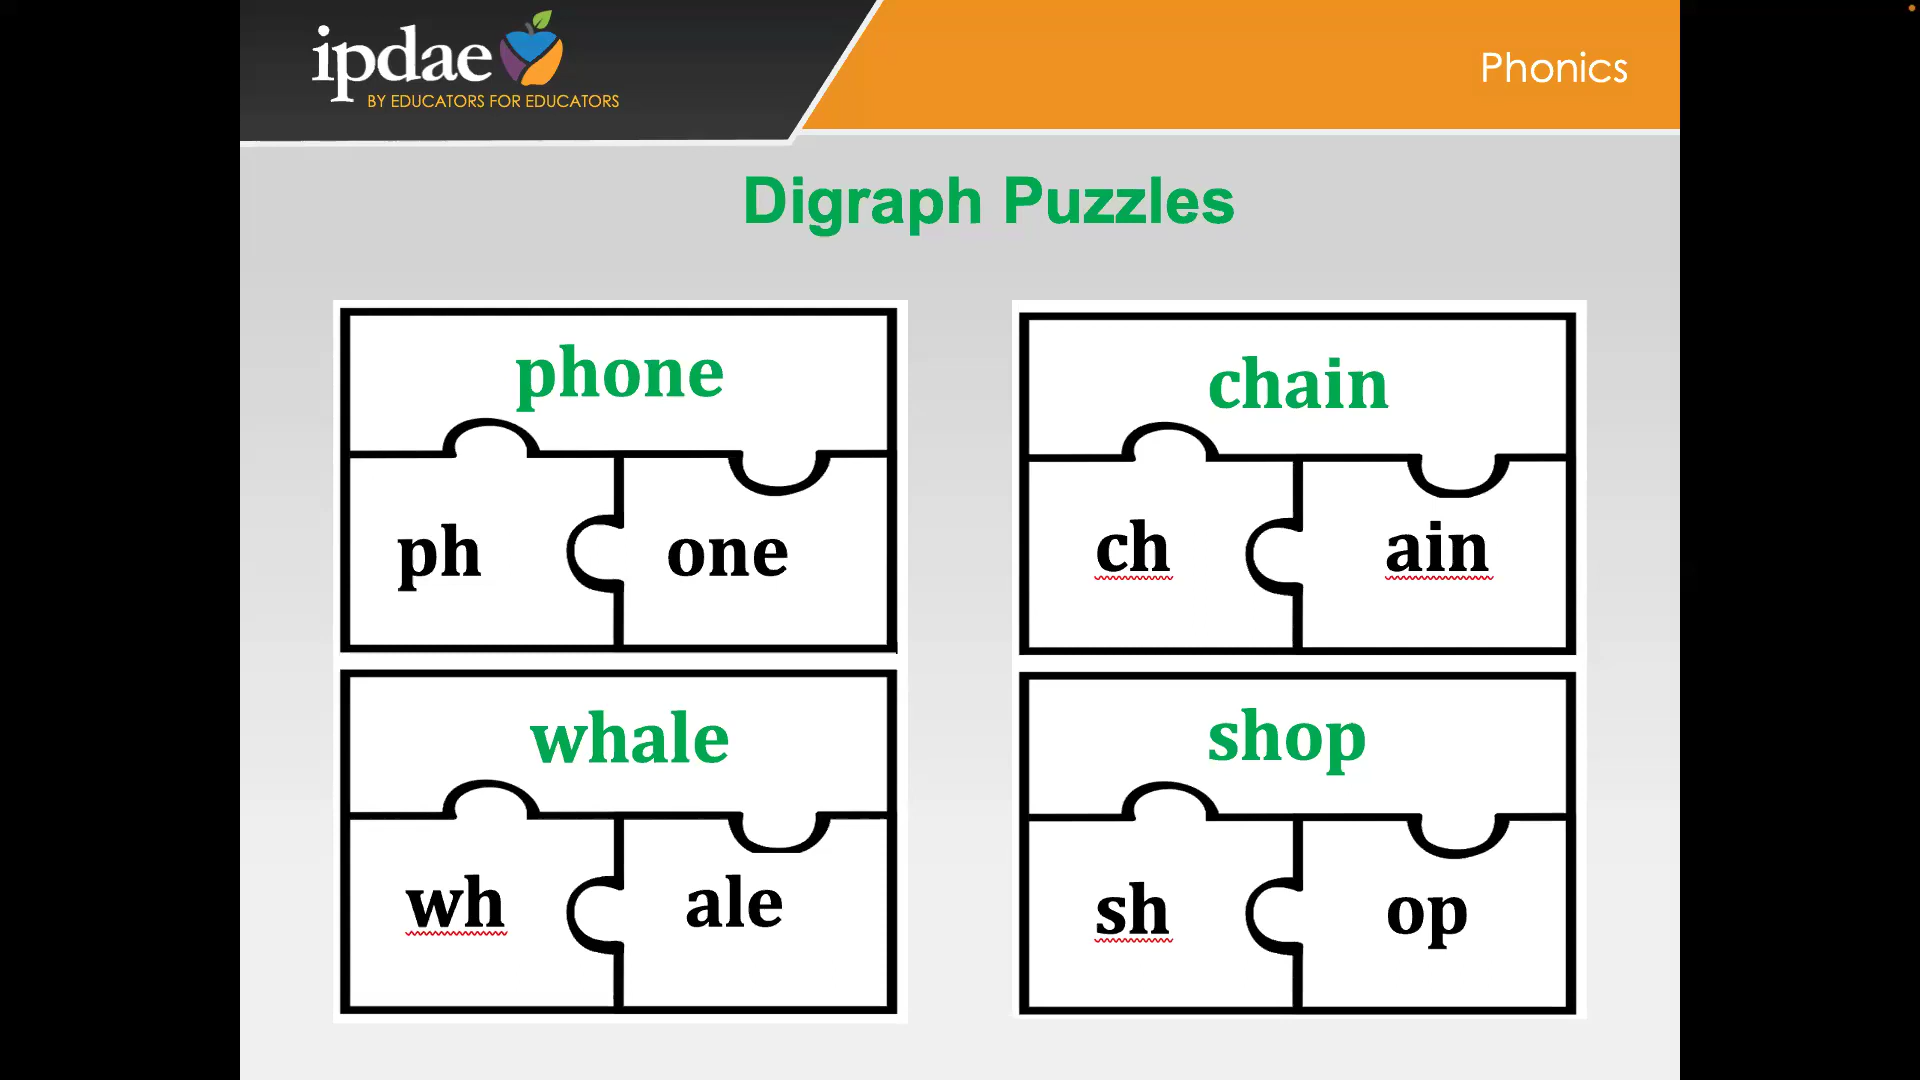 ipdae
BY EDUCATORS FOR EDUCATORS
Phonics
Digraph Puzzles
phone
ph one
chain
ch ain
whale
wh ale
shop
sh op